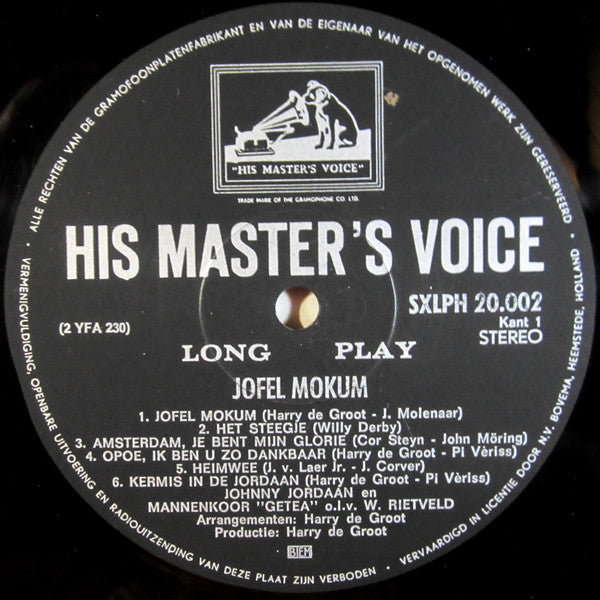 ALLE RECHTEN VAN DE GRAMOFOONPLATENFABRIKANT EN VAN DE EIGENAAR VAN HET OPGENOMEN WERK ZIJN GERESERVEERD •
"HIS MASTER'S VOICE"
TRADE MARK OF THE GRAMOPHONE CO. LTD.
HIS MASTER'S VOICE
SXLPH 20.002
Kant 1
(2 YFA 230)
STEREO
LONG PLAY
JOFEL MOKUM
1. JOFEL MOKUM (Harry de Groot - J. Molenaar)
2. HET STEEGJE (Willy Derby)
3. AMSTERDAM, JE BENT MIJN GLORIE (Cor Steyn - John Möring)
4. OPOE, IK BEN U ZO DANKBAAR (Harry de Groot - Pi Vèriss)
5. HEIMWEE (J. v. Laer Jr. - J. Corver)
6. KERMIS IN DE JORDAAN (Harry de Groot - Pi Vèriss)
JOHNNY JORDAAN en
MANNENKOOR "GETEA" o.l.v. W. RIETVELD
Arrangementen: Harry de Groot
Productie: Harry de Groot
BIEM
• VERMENIGVULDIGING, OPENBARE UITVOERING EN RADIOUITZENDING VAN DEZE PLAAT ZIJN VERBODEN •
VERVAARDIGD IN LICENTIE DOOR N.V. BOVEMA, HEEMSTEDE, HOLLAND •